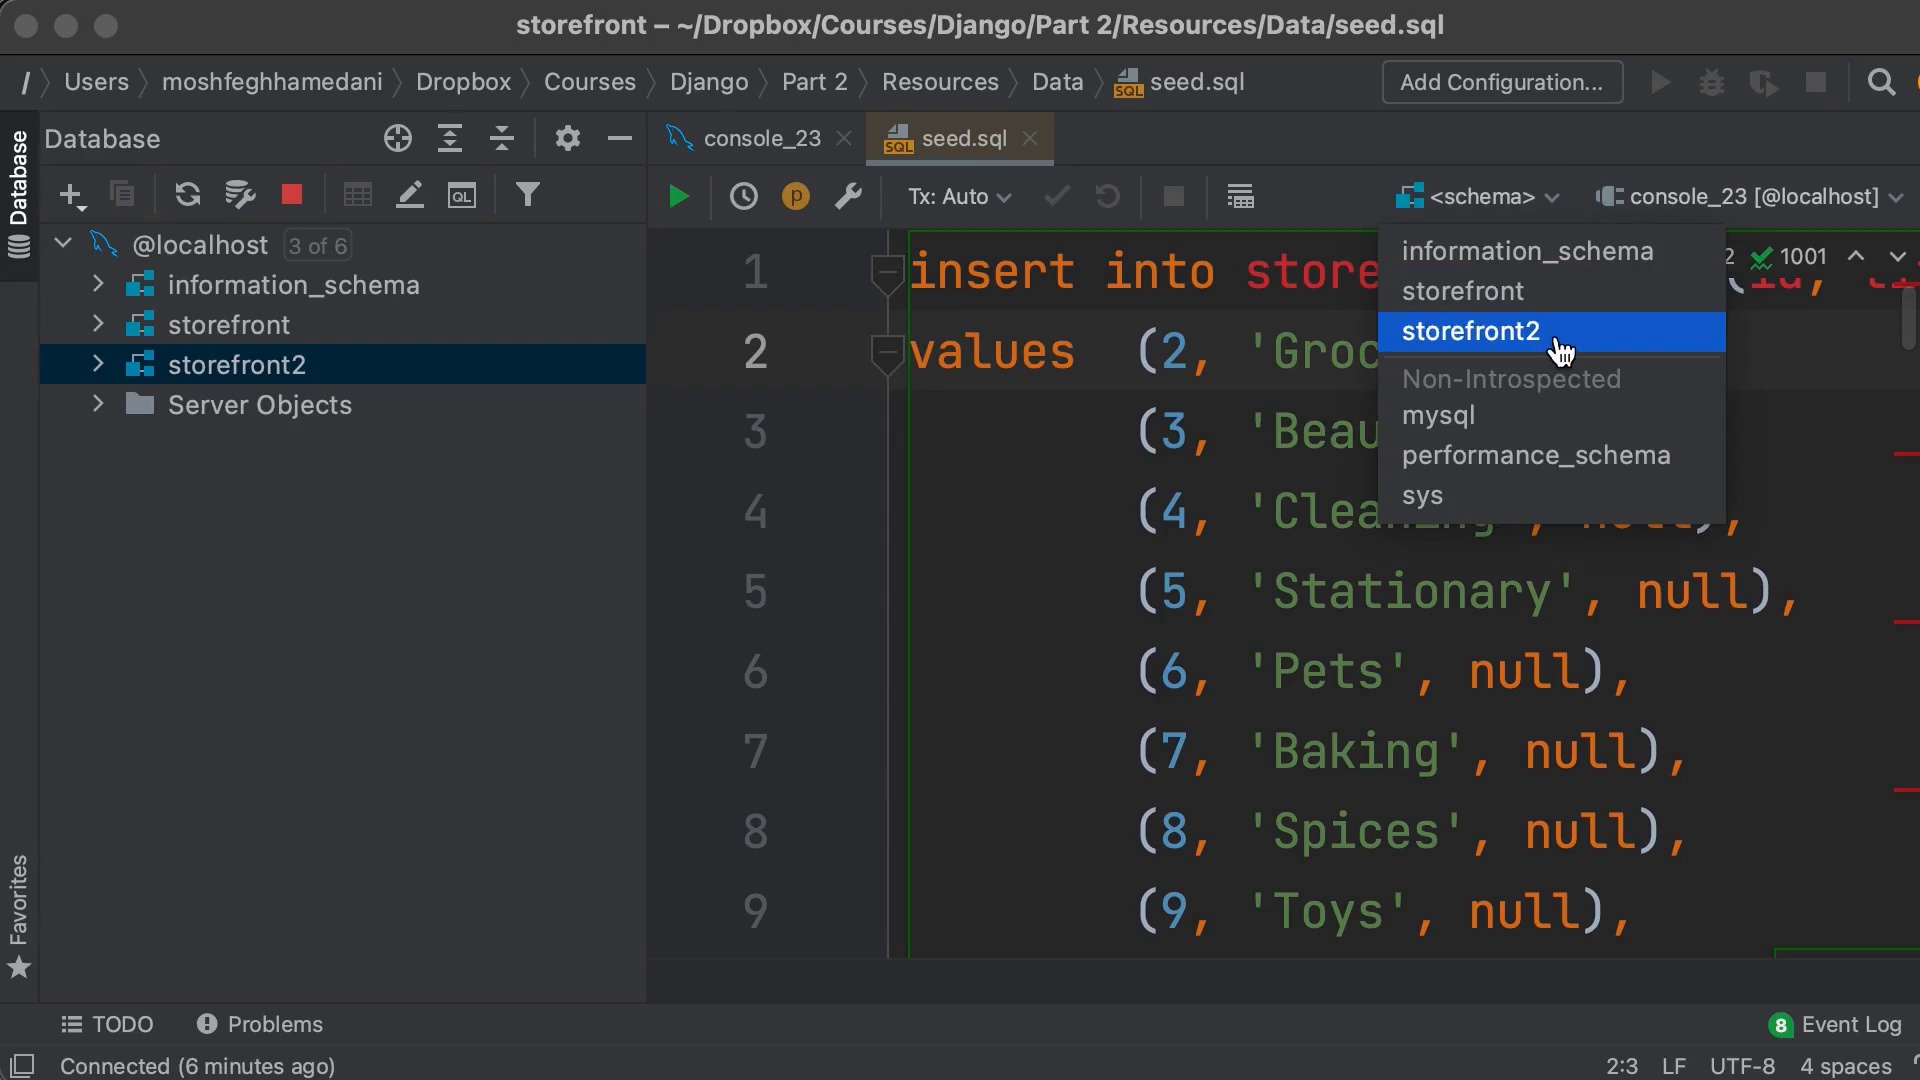 storefront – ~/Dropbox/Courses/Django/Part 2/Resources/Data/seed.sql
/ Users moshfeghhamedani Dropbox Courses Django Part 2 Resources Data SQL seed.sql Add Configuration...
Database
Database
console_23
SQL seed.sql
QL
p
Tx: Auto
<schema>
console_23 [@localhost]
@localhost 3 of 6
information_schema
storefront
storefront2
Server Objects
information_schema
storefront
storefront2
Non-Introspected
mysql
performance_schema
sys
2 1001
1 insert into store
2 values (2, 'Groc
3 (3, 'Beau
4 (4, 'Cleaning', null),
5 (5, 'Stationary', null),
6 (6, 'Pets', null),
7 (7, 'Baking', null),
8 (8, 'Spices', null),
9 (9, 'Toys', null),
Favorites
TODO Problems
8 Event Log
Connected (6 minutes ago)
2:3 LF UTF-8 4 spaces